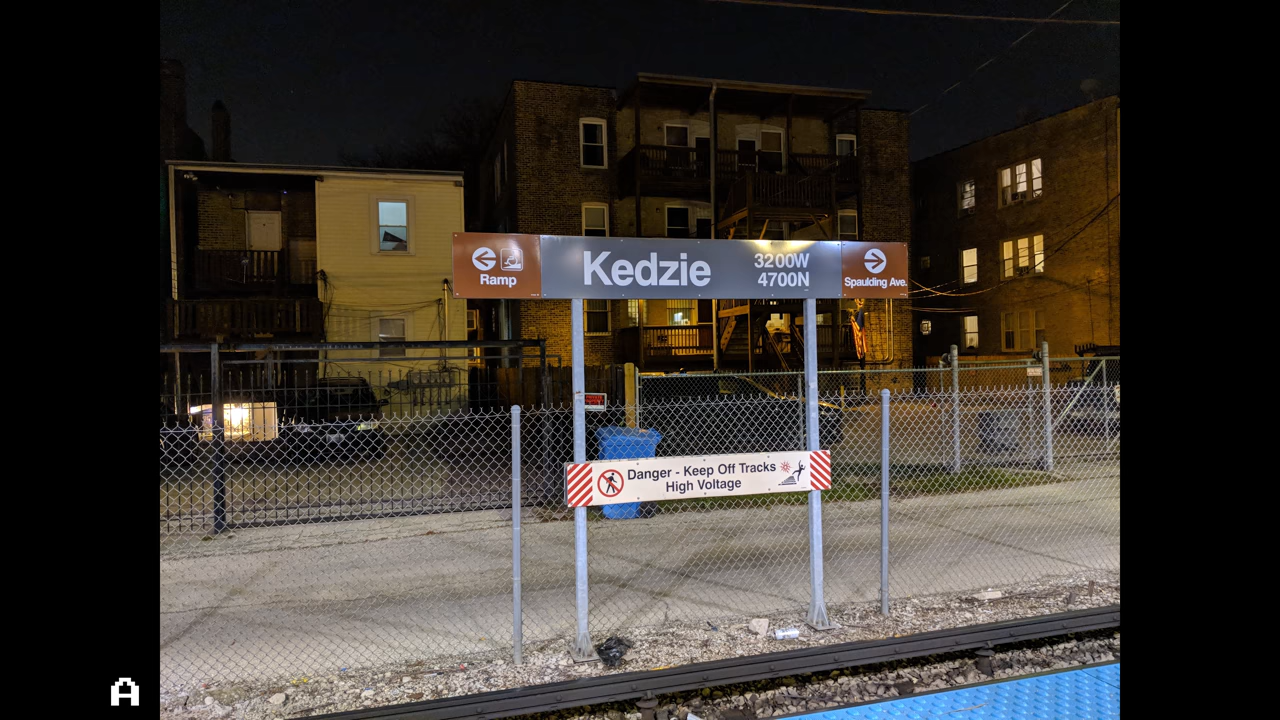 Ramp
Kedzie
3200W
4700N
Spaulding Ave.
Danger - Keep Off Tracks
High Voltage
A